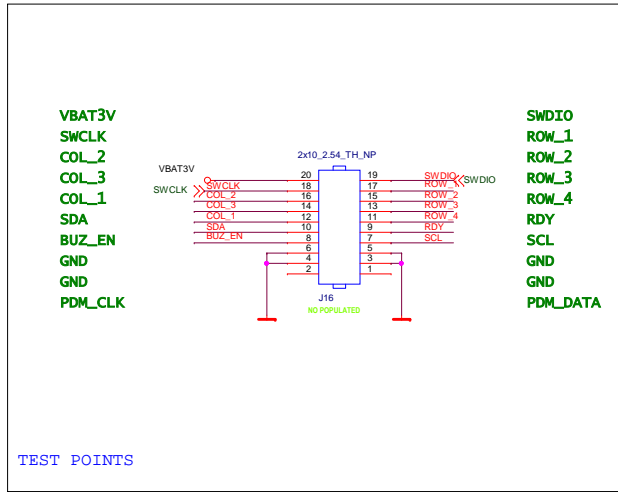 VBAT3V
SWCLK
COL_2
COL_3
COL_1
SDA
BUZ_EN
GND
GND
PDM_CLK
2x10_2.54_TH_NP
VBAT3V
SWCLK
SWCLK
COL_2
COL_3
COL_1
SDA
BUZ_EN
20 19
18 17
16 15
14 13
12 11
10 9
8 7
6 5
4 3
2 1
SWDIO
ROW_1
ROW_2
ROW_3
ROW_4
RDY
SCL
SWDIO
J16
NO POPULATED
SWDIO
ROW_1
ROW_2
ROW_3
ROW_4
RDY
SCL
GND
GND
PDM_DATA
TEST POINTS